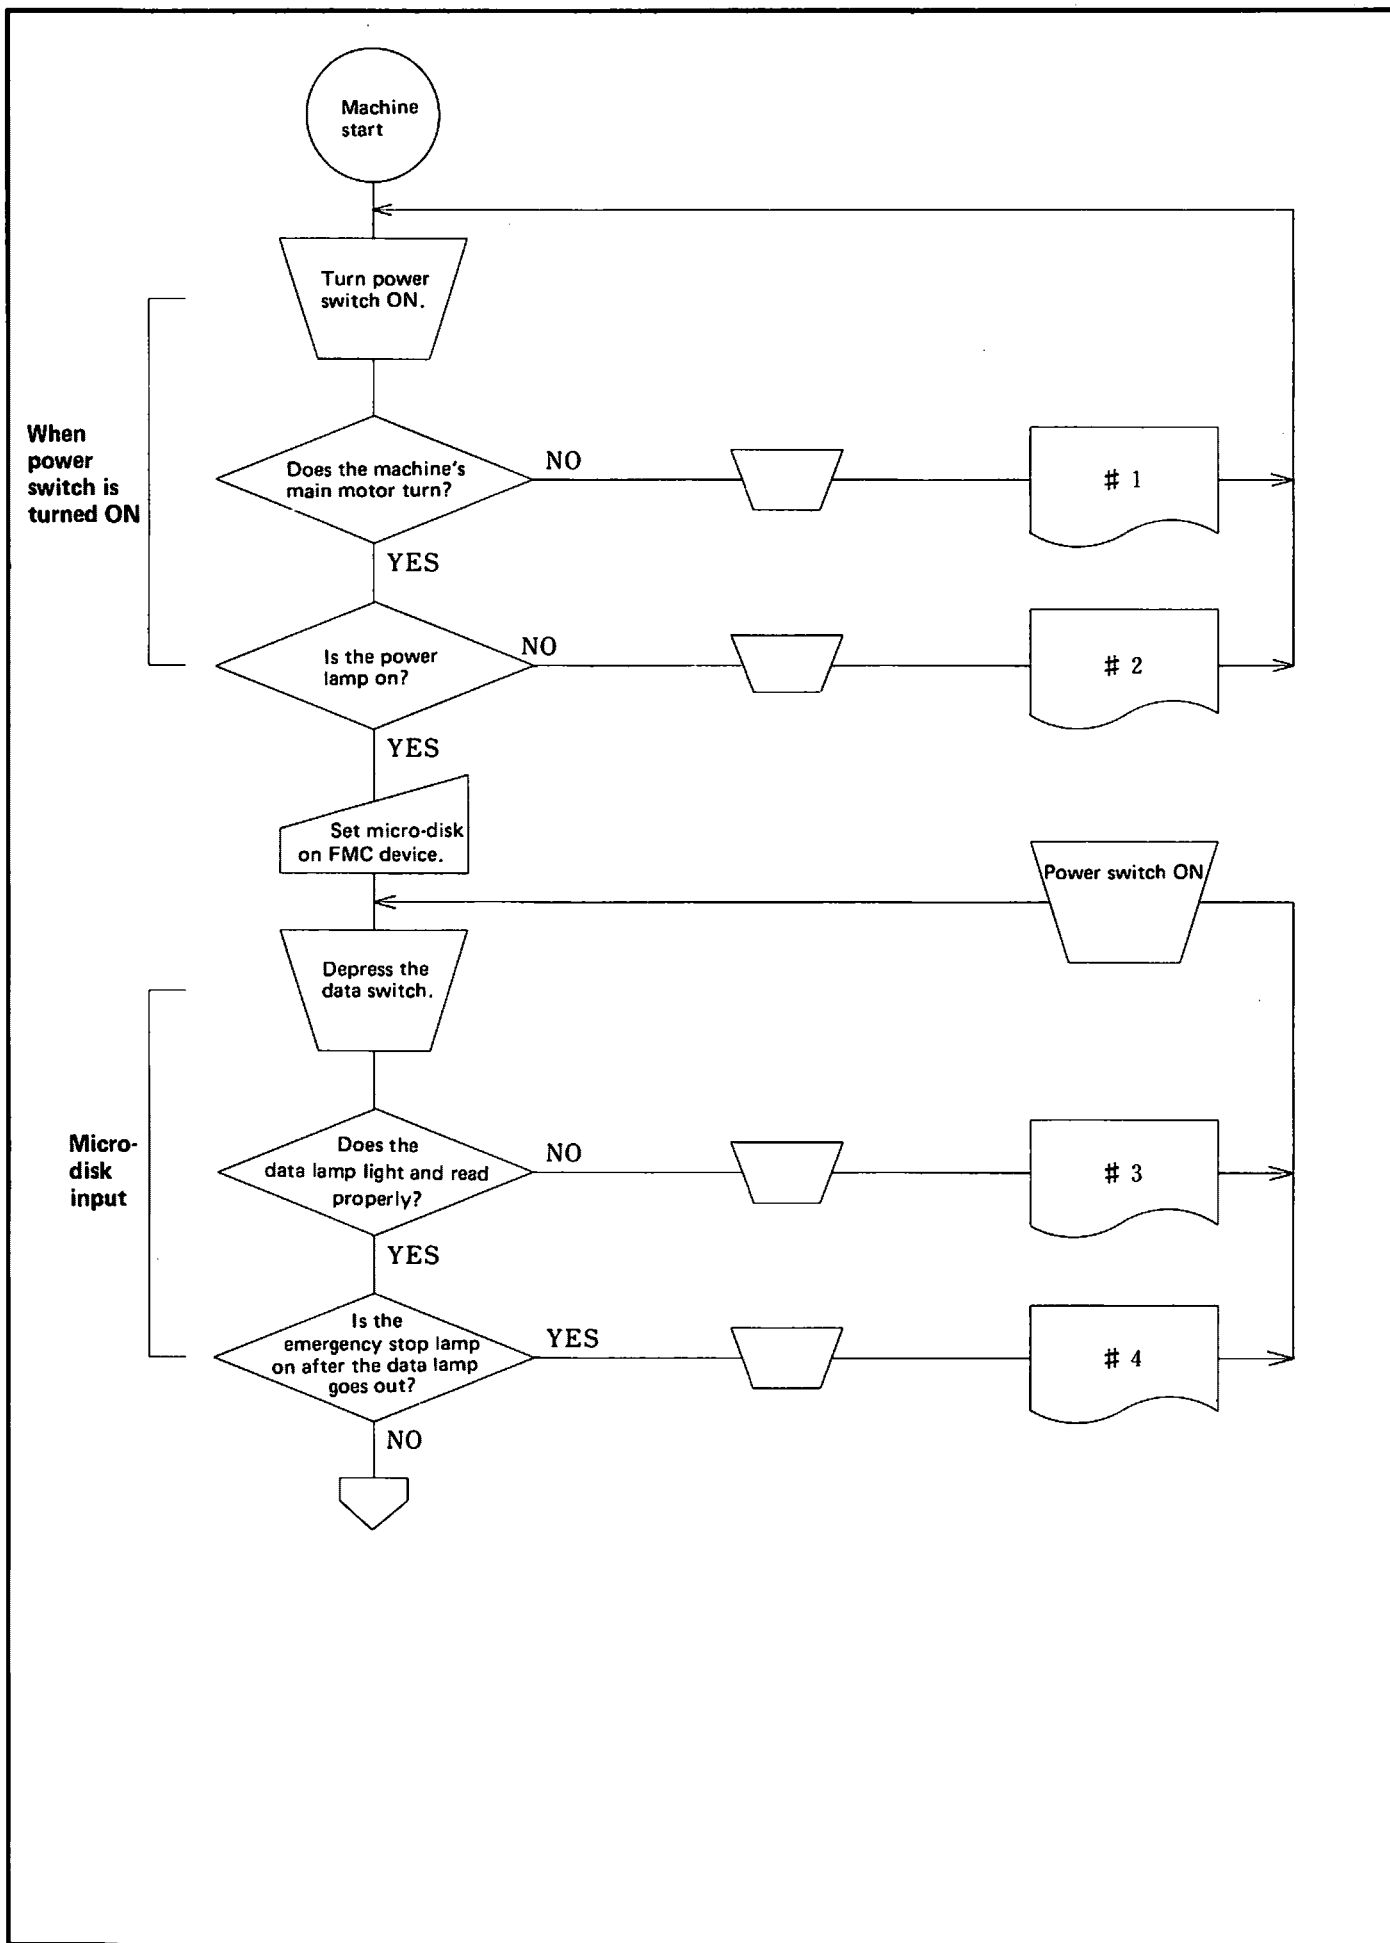 Machine
start
Turn power
switch ON.
When
power
switch is
turned ON
Does the machine's
main motor turn?
NO
# 1
YES
Is the power
lamp on?
NO
# 2
YES
Set micro-disk
on FMC device.
Power switch ON
Depress the
data switch.
Micro-
disk
input
Does the
data lamp light and read
properly?
NO
# 3
YES
Is the
emergency stop lamp
on after the data lamp
goes out?
YES
# 4
NO